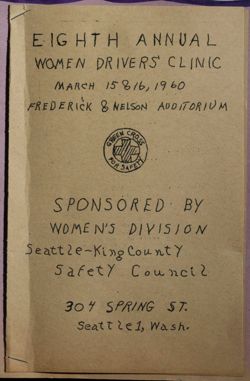 EIGHTH ANNUAL
WOMEN DRIVERS' CLINIC
MARCH 15 & 16, 1960
FREDERICK & NELSON AUDITORIUM
GREEN CROSS
FOR SAFETY
SPONSORED BY
WOMEN'S DIVISION
Seattle-King County
Safety Council
304 SPRING ST.
Seattle 1, Wash.